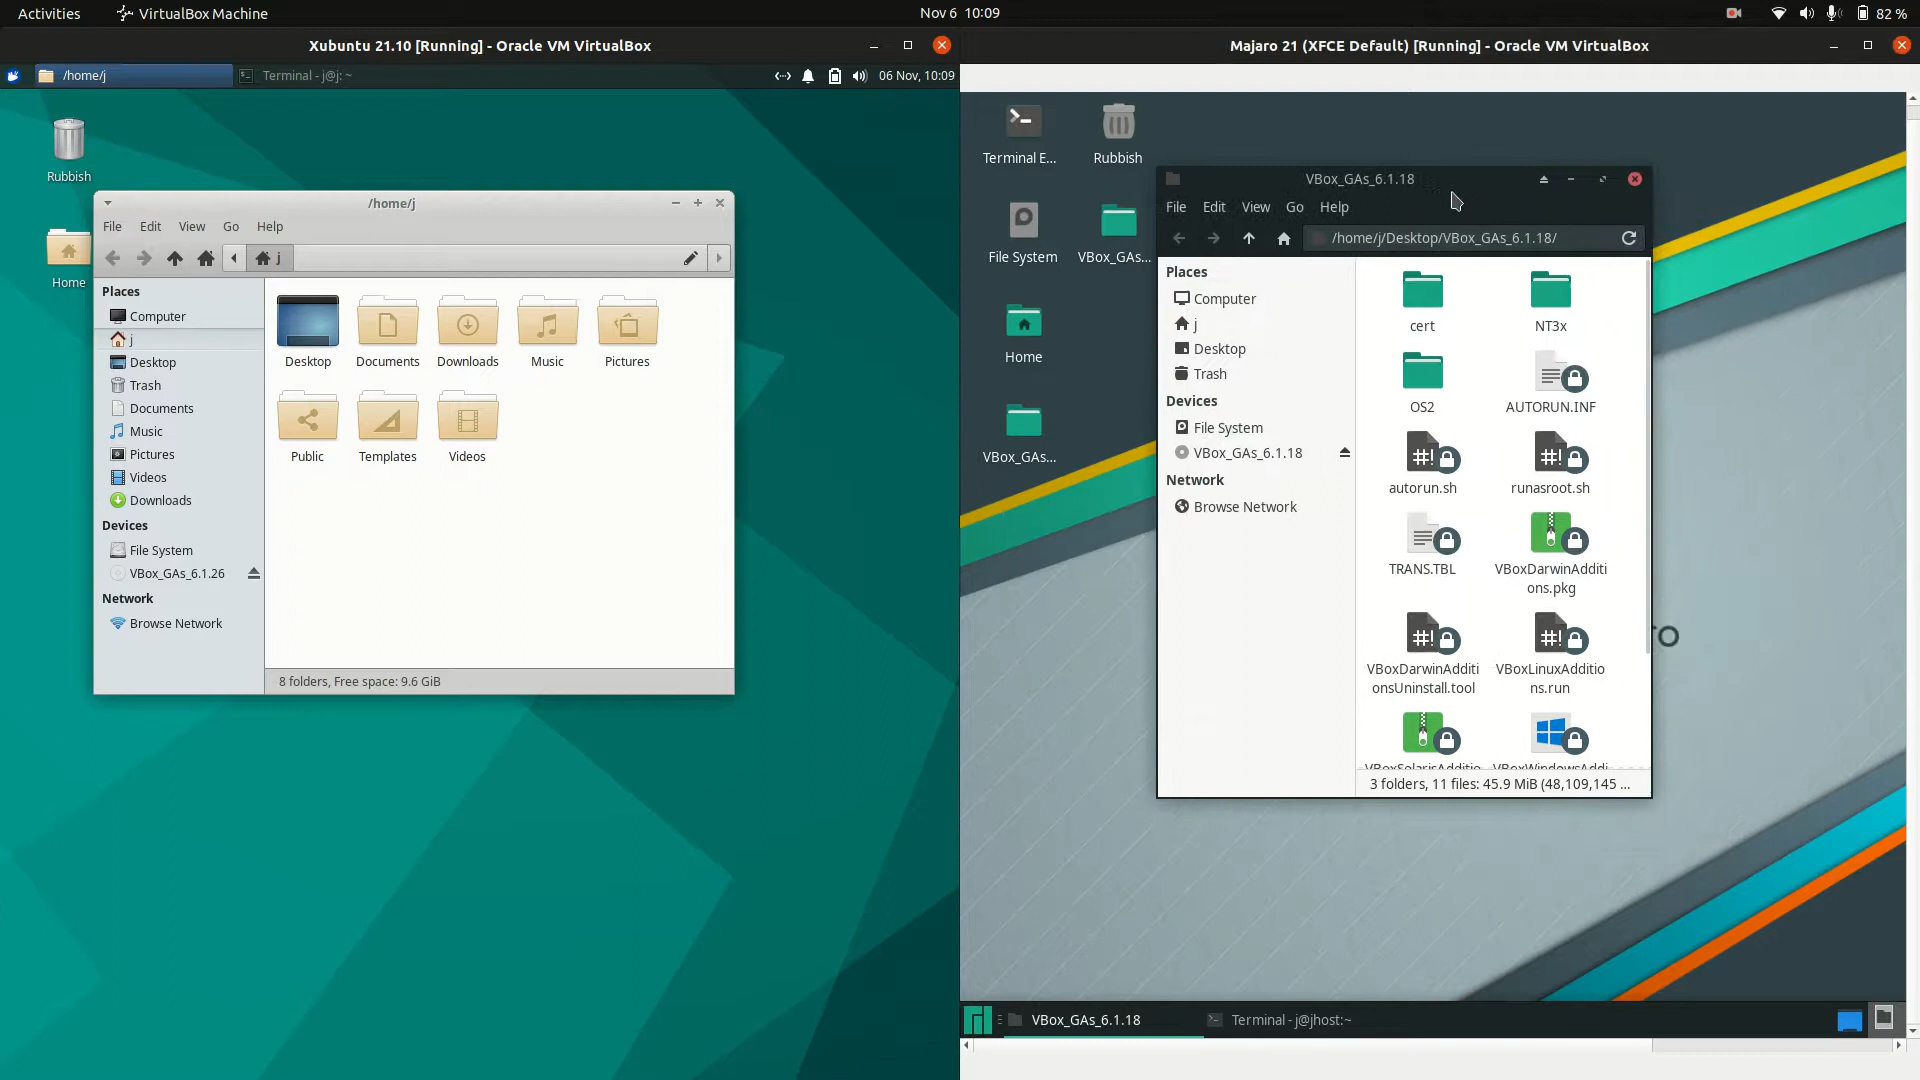 Activities
VirtualBox Machine
Nov 6 10:09
82 %
Xubuntu 21.10 [Running] - Oracle VM VirtualBox
/home/j
Terminal - j@j: ~
06 Nov, 10:09
Rubbish
Home
/home/j
File Edit View Go Help
j
Places
Computer
j
Desktop
Trash
Documents
Music
Pictures
Videos
Downloads
Devices
File System
VBox_GAs_6.1.26
Network
Browse Network
Desktop Documents Downloads Music Pictures
Public Templates Videos
8 folders, Free space: 9.6 GiB
Majaro 21 (XFCE Default) [Running] - Oracle VM VirtualBox
Terminal E...
Rubbish
File System
VBox_GAs...
Home
VBox_GAs...
VBox_GAs_6.1.18
File Edit View Go Help
/home/j/Desktop/VBox_GAs_6.1.18/
Places
Computer
j
Desktop
Trash
Devices
File System
VBox_GAs_6.1.18
Network
Browse Network
cert
NT3x
OS2
AUTORUN.INF
#!
#!
autorun.sh
runasroot.sh
TRANS.TBL
VBoxDarwinAdditi
ons.pkg
#!
#!
VBoxDarwinAdditi
onsUninstall.tool
VBoxLinuxAdditio
ns.run
VBoxSolarisAdditio
VBoxWindowsAddi
3 folders, 11 files: 45.9 MiB (48,109,145 ...
ro
VBox_GAs_6.1.18
Terminal - j@jhost:~